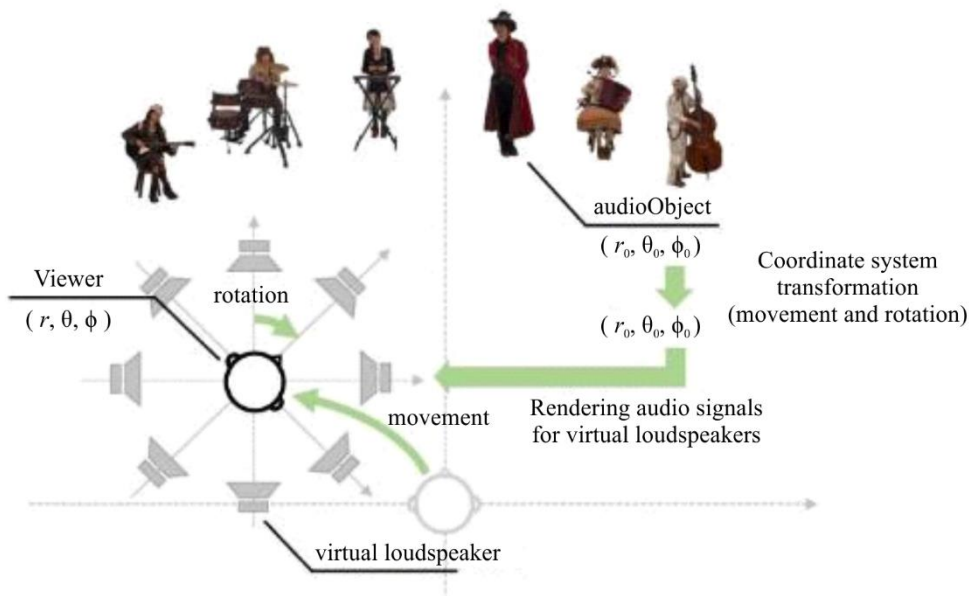 audioObject
( r₀, θ₀, ϕ₀)
Coordinate system
transformation
(movement and rotation)
( r₀, θ₀, ϕ₀)
Viewer
( r, θ, ϕ )
rotation
movement
Rendering audio signals
for virtual loudspeakers
virtual loudspeaker